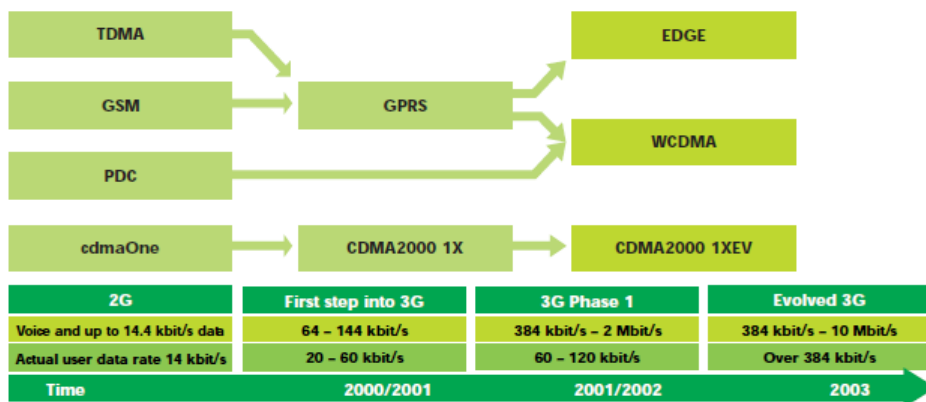 TDMA
EDGE
GSM
GPRS
WCDMA
PDC
cdmaOne
CDMA2000 1X
CDMA2000 1XEV
2G
First step into 3G
3G Phase 1
Evolved 3G
Voice and up to 14.4 kbit/s data
64 – 144 kbit/s
384 kbit/s – 2 Mbit/s
384 kbit/s – 10 Mbit/s
Actual user data rate 14 kbit/s
20 – 60 kbit/s
60 – 120 kbit/s
Over 384 kbit/s
Time
2000/2001
2001/2002
2003